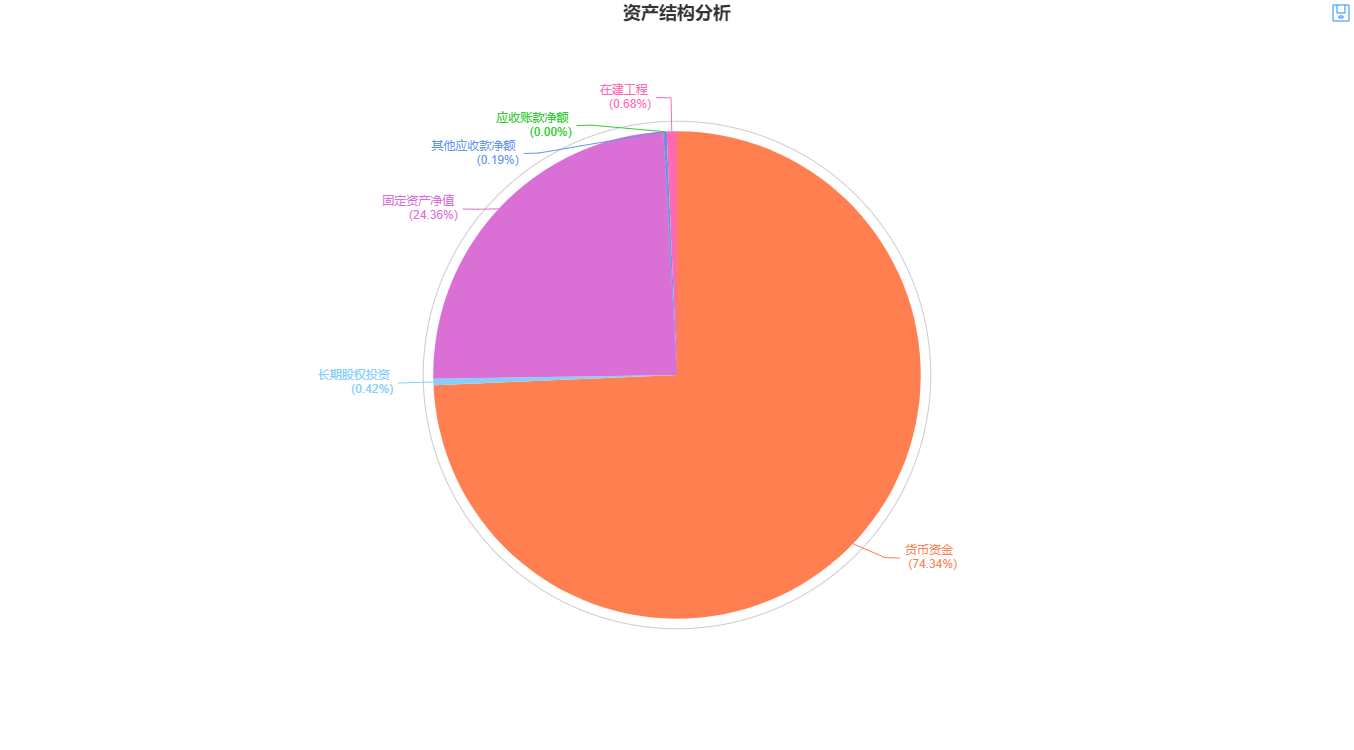 资产结构分析
在建工程
(0.68%)
应收账款净额
(0.00%)
其他应收款净额
(0.19%)
固定资产净值
(24.36%)
长期股权投资
(0.42%)
货币资金
(74.34%)